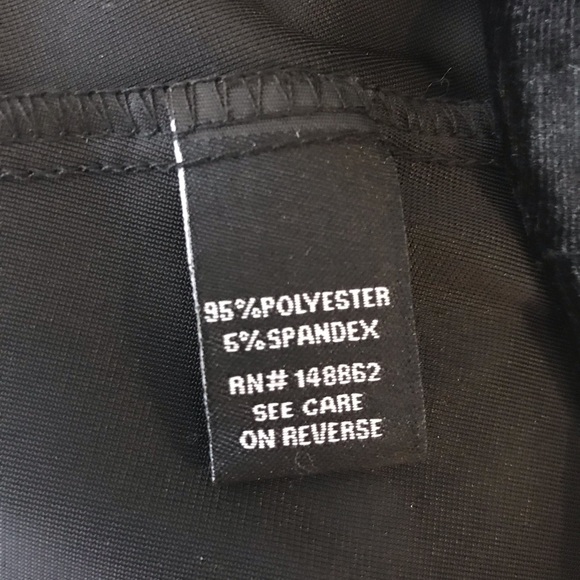 95%POLYESTER
5%SPANDEX
RN# 148862
SEE CARE
ON REVERSE